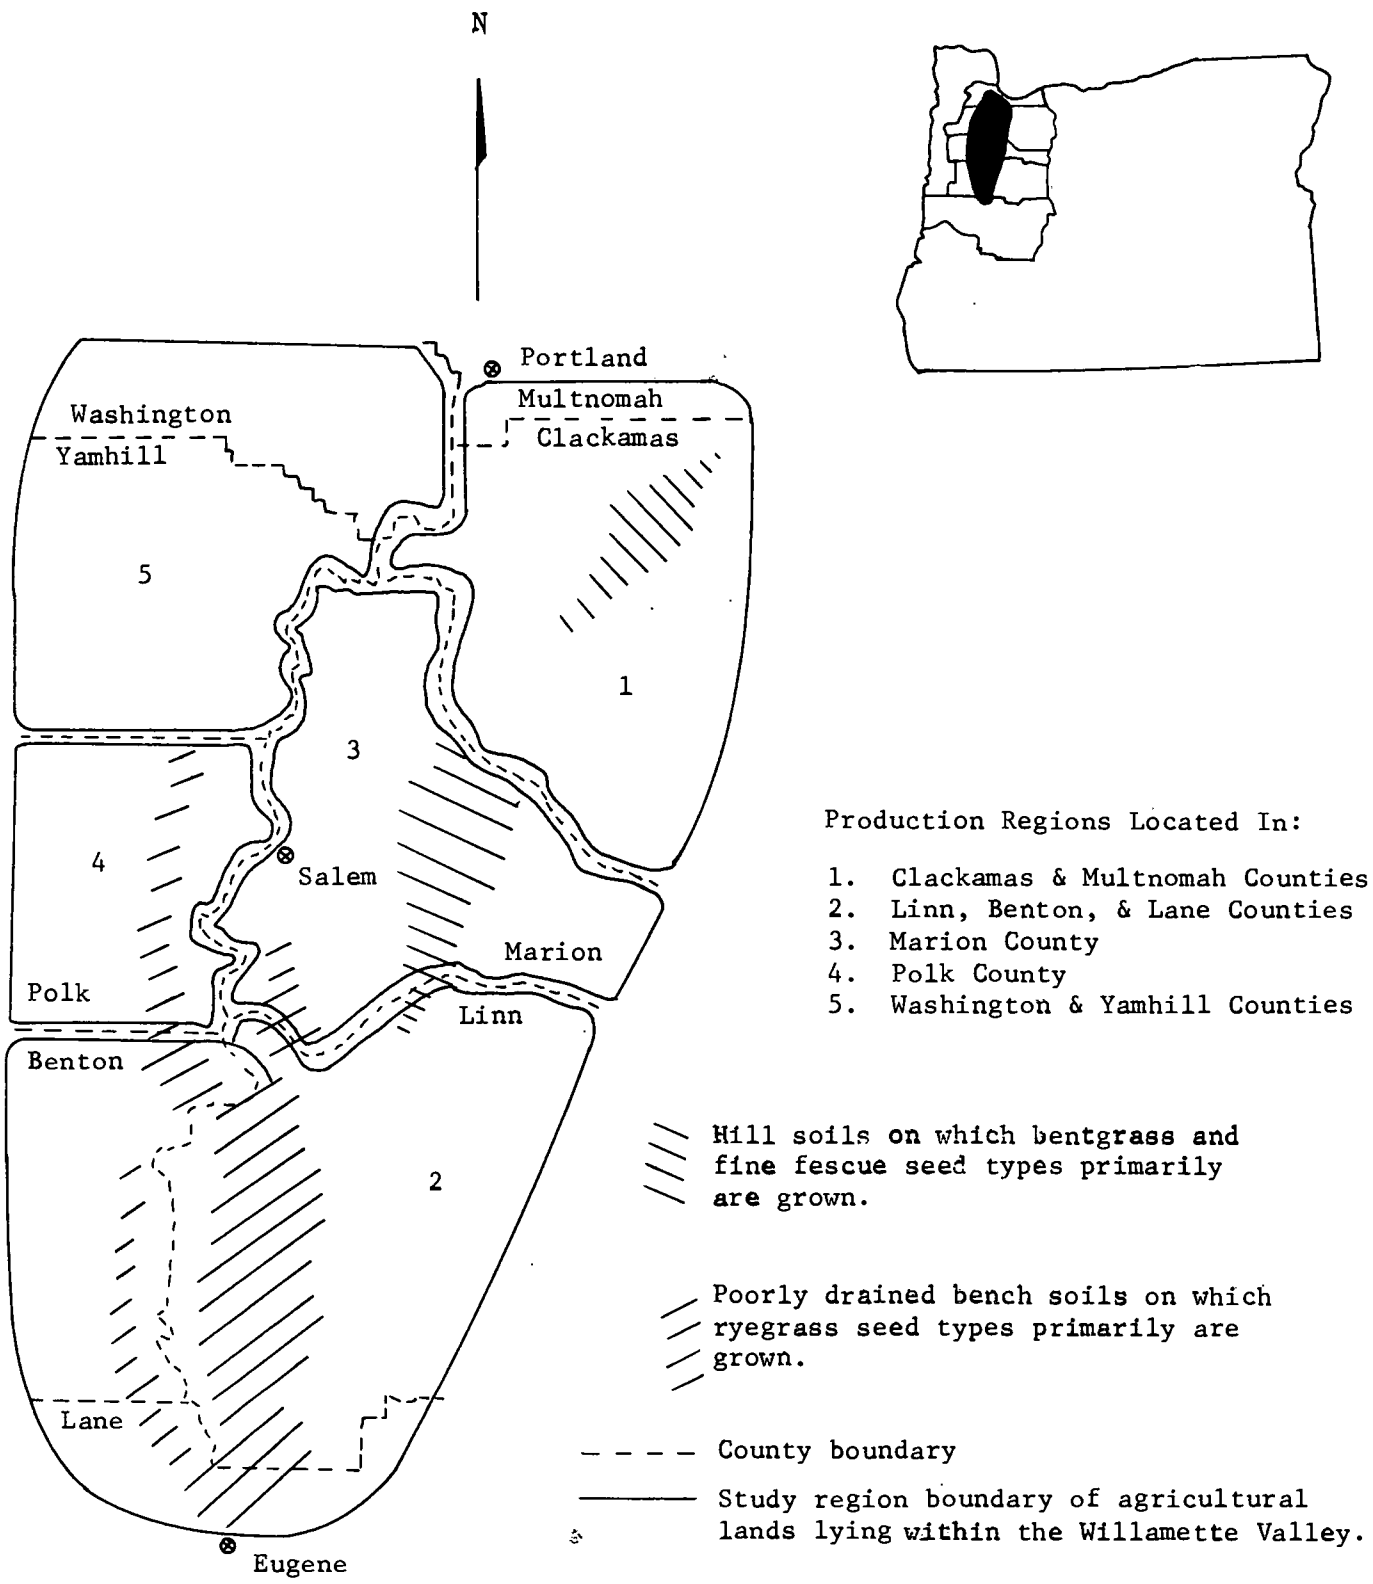 N
Portland
Multnomah
Washington
Clackamas
Yamhill
5
1
3
4
Salem
Marion
Polk
Linn
Benton
2
Lane
Eugene
Production Regions Located In:
1. Clackamas & Multnomah Counties
2. Linn, Benton, & Lane Counties
3. Marion County
4. Polk County
5. Washington & Yamhill Counties
Hill soils on which bentgrass and
fine fescue seed types primarily
are grown.
Poorly drained bench soils on which
ryegrass seed types primarily are
grown.
County boundary
Study region boundary of agricultural
lands lying within the Willamette Valley.